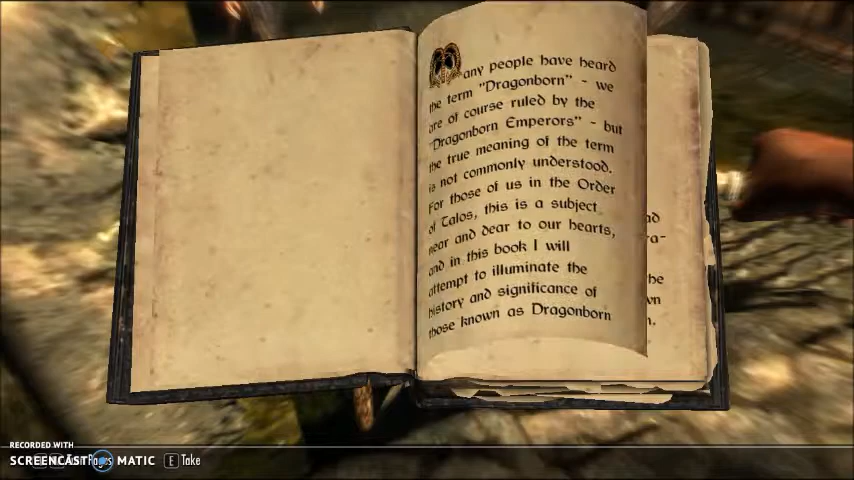 Many people have heard
the term "Dragonborn" - we
are of course ruled by the
"Dragonborn Emperors" - but
the true meaning of the term
is not commonly understood.
For those of us in the Order
of Talos, this is a subject
near and dear to our hearts,
and in this book I will
attempt to illuminate the
history and significance of
those known as Dragonborn
RECORDED WITH
SCREENCAST MATIC
E Take